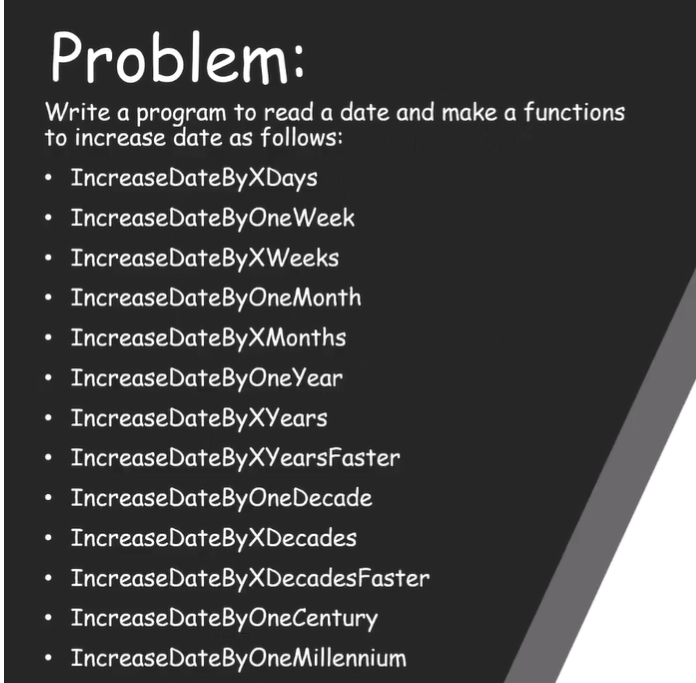 Problem:
Write a program to read a date and make a functions
to increase date as follows:
• IncreaseDateByXDays
• IncreaseDateByOneWeek
• IncreaseDateByXWeeks
• IncreaseDateByOneMonth
• IncreaseDateByXMonths
• IncreaseDateByOneYear
• IncreaseDateByXYears
• IncreaseDateByXYearsFaster
• IncreaseDateByOneDecade
• IncreaseDateByXDecades
• IncreaseDateByXDecadesFaster
• IncreaseDateByOneCentury
• IncreaseDateByOneMillennium